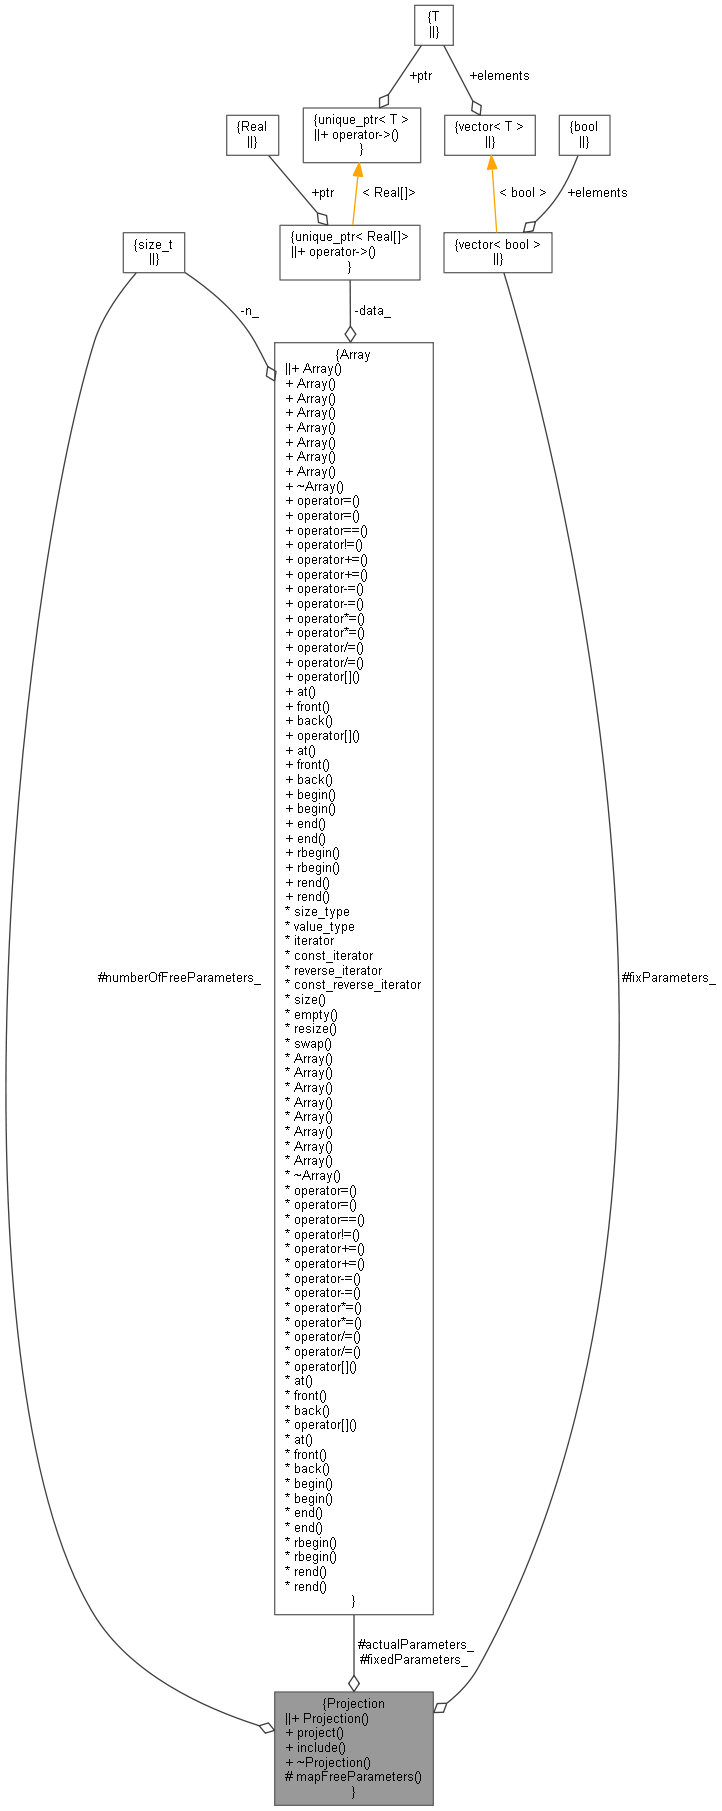 {T
||}
+ptr
+elements
{Real
||}
{unique_ptr< T >
||+ operator->()
}
{vector< T >
||}
{bool
||}
+ptr
< Real[]>
< bool >
+elements
{size_t
||}
{unique_ptr< Real[]>
||+ operator->()
}
{vector< bool >
||}
-n_
-data_
{Array
||+ Array()
+ Array()
+ Array()
+ Array()
+ Array()
+ Array()
+ Array()
+ Array()
+ ~Array()
+ operator=()
+ operator=()
+ operator==()
+ operator!=()
+ operator+=()
+ operator+=()
+ operator-=()
+ operator-=()
+ operator*=()
+ operator*=()
+ operator/=()
+ operator/=()
+ operator[]()
+ at()
+ front()
+ back()
+ operator[]()
+ at()
+ front()
+ back()
+ begin()
+ begin()
+ end()
+ end()
+ rbegin()
+ rbegin()
+ rend()
+ rend()
* size_type
* value_type
* iterator
* const_iterator
* reverse_iterator
* const_reverse_iterator
* size()
* empty()
* resize()
* swap()
* Array()
* Array()
* Array()
* Array()
* Array()
* Array()
* Array()
* Array()
* ~Array()
* operator=()
* operator=()
* operator==()
* operator!=()
* operator+=()
* operator+=()
* operator-=()
* operator-=()
* operator*=()
* operator*=()
* operator/=()
* operator/=()
* operator[]()
* at()
* front()
* back()
* operator[]()
* at()
* front()
* back()
* begin()
* begin()
* end()
* end()
* rbegin()
* rbegin()
* rend()
* rend()
}
#numberOfFreeParameters_
#fixParameters_
#actualParameters_
#fixedParameters_
{Projection
||+ Projection()
+ project()
+ include()
+ ~Projection()
# mapFreeParameters()
}